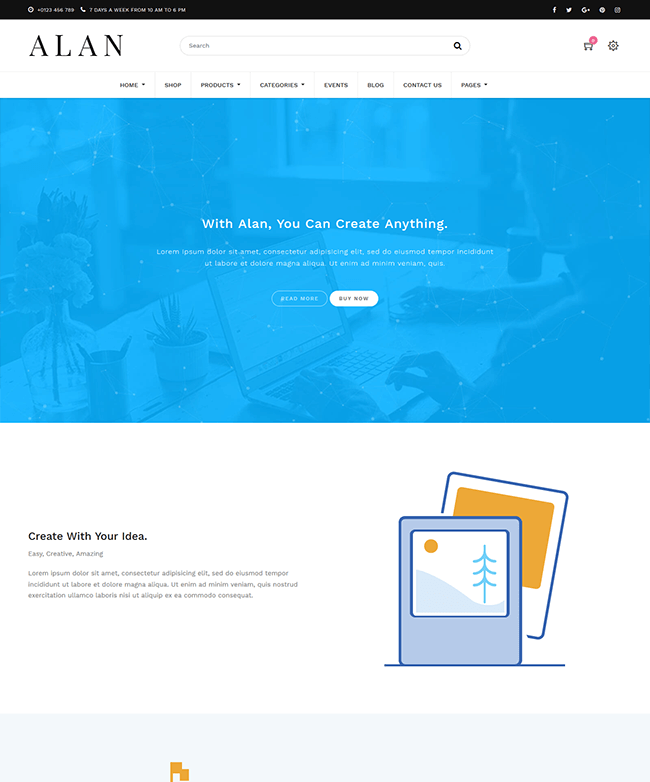 +0123 456 789 7 DAYS A WEEK FROM 10 AM TO 6 PM
ALAN
Search
0
HOME SHOP PRODUCTS CATEGORIES EVENTS BLOG CONTACT US PAGES
With Alan, You Can Create Anything.
Lorem ipsum dolor sit amet, consectetur adipisicing elit, sed do eiusmod tempor incididunt
ut labore et dolore magna aliqua. Ut enim ad minim veniam, quis.
READ MORE BUY NOW
Create With Your Idea.
Easy, Creative, Amazing
Lorem ipsum dolor sit amet, consectetur adipisicing elit, sed do eiusmod tempor
incididunt ut labore et dolore magna aliqua. Ut enim ad minim veniam, quis nostrud
exercitation ullamco laboris nisi ut aliquip ex ea commodo consequat.